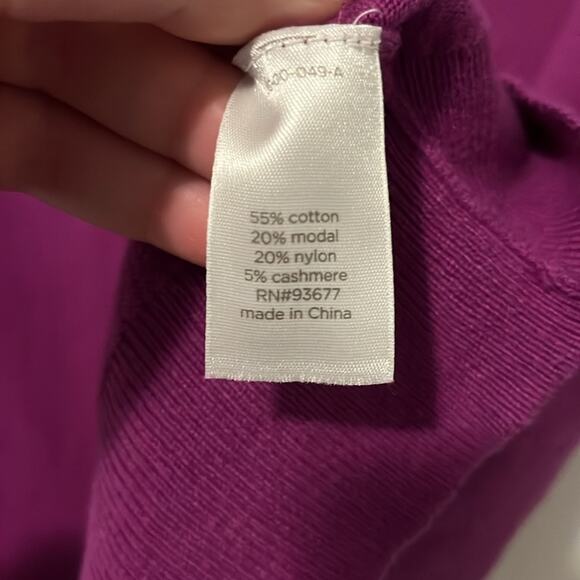 55% cotton
20% modal
20% nylon
5% cashmere
RN#93677
made in China